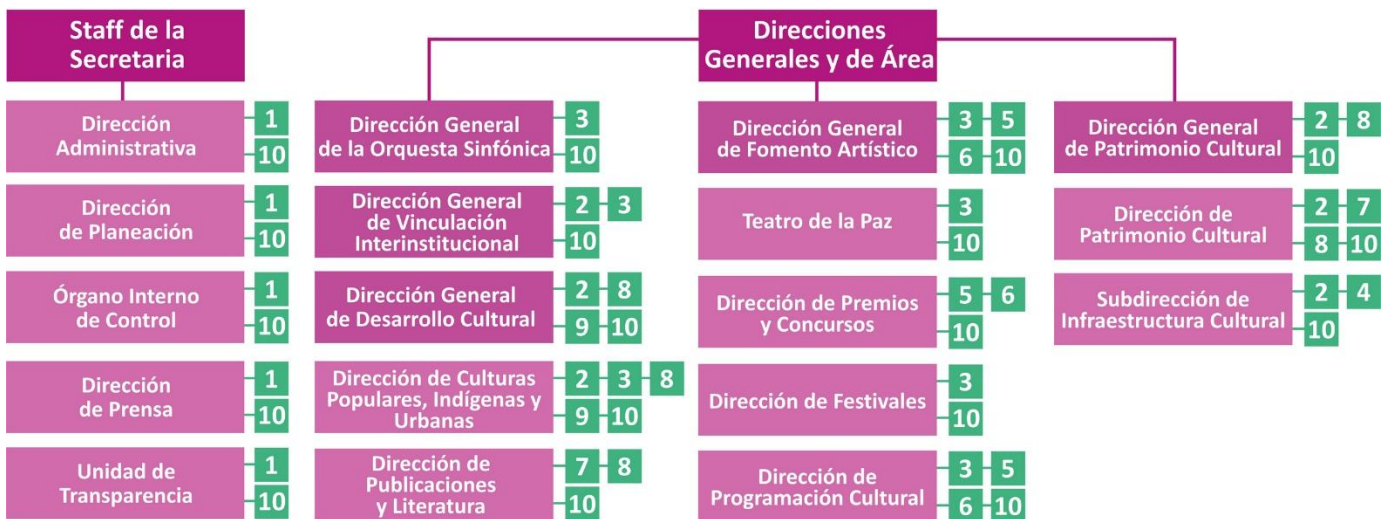 Staff de la
Secretaria
Direcciones
Generales y de Área
Dirección
Administrativa
1
10
Dirección
de Planeación
1
10
Órgano Interno
de Control
1
10
Dirección
de Prensa
1
10
Unidad de
Transparencia
1
10
Dirección General
de la Orquesta Sinfónica
3
10
Dirección General
de Vinculación
Interinstitucional
2 3
10
Dirección General
de Desarrollo Cultural
2 8
9 10
Dirección de Culturas
Populares, Indígenas y
Urbanas
2 3 8
9 10
Dirección de
Publicaciones
y Literatura
7 8
10
Dirección General
de Fomento Artístico
3 5
6 10
Teatro de la Paz
3
10
Dirección de Premios
y Concursos
5 6
10
Dirección de Festivales
3
10
Dirección de
Programación Cultural
3 5
6 10
Dirección General
de Patrimonio Cultural
2 8
10
Dirección de
Patrimonio Cultural
2 7
8 10
Subdirección de
Infraestructura Cultural
2 4
10